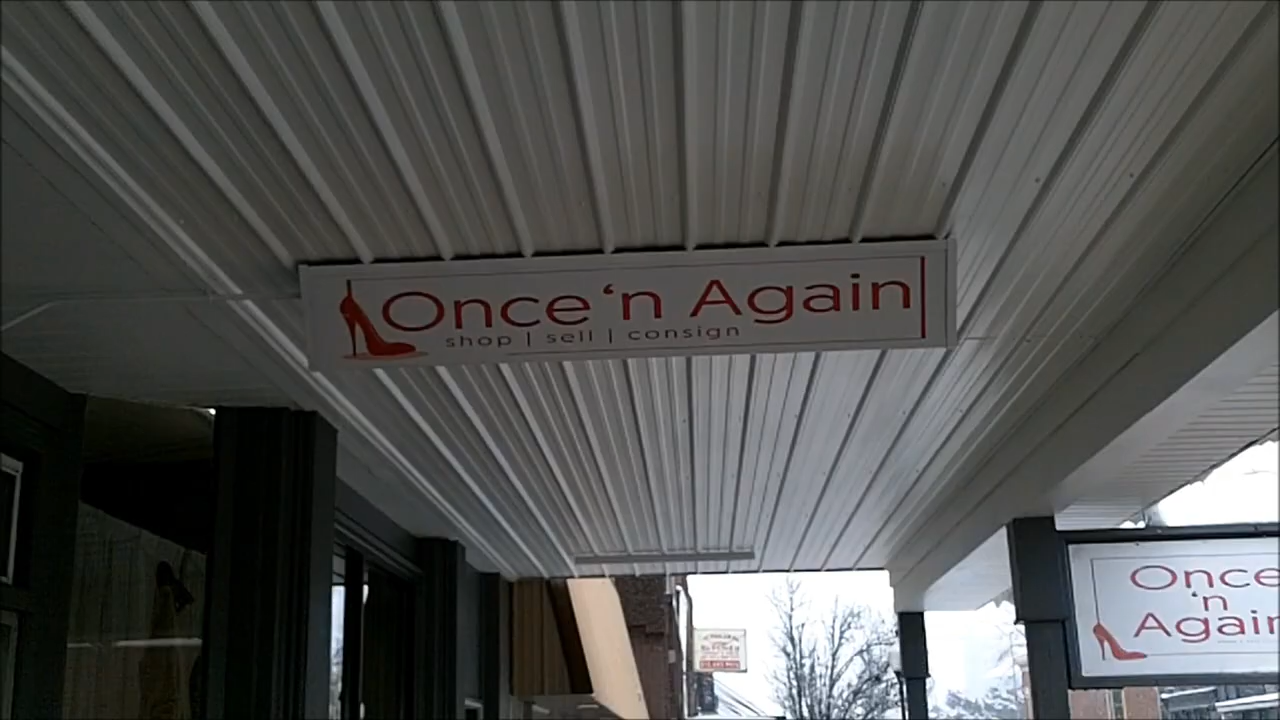 Once 'n Again
shop | sell | consign
Once
'n
Again